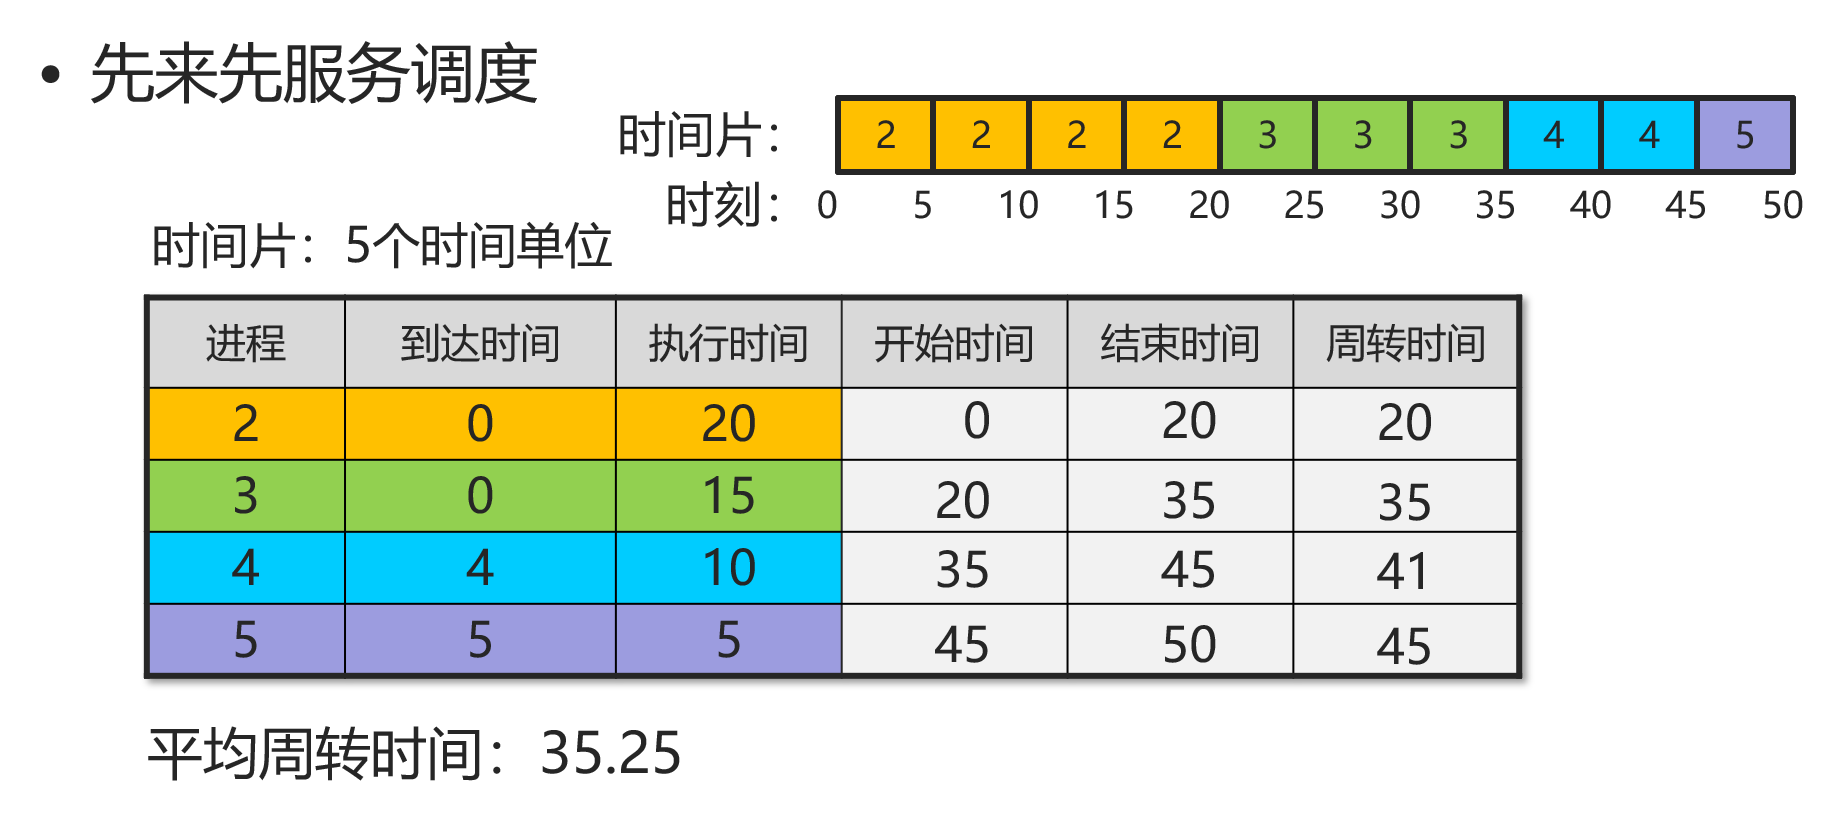 • 先来先服务调度
时间片： 2 2 2 2 3 3 3 4 4 5
时刻： 0 5 10 15 20 25 30 35 40 45 50
时间片：5个时间单位
进程 到达时间 执行时间 开始时间 结束时间 周转时间
2 0 20 0 20 20
3 0 15 20 35 35
4 4 10 35 45 41
5 5 5 45 50 45
平均周转时间：35.25